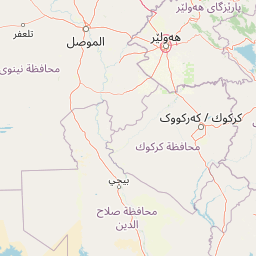 پارێزگای هەولێر
تلعفر
الموصل
هەولێر
محافظة نينوى
كركوك / کەرکووک
محافظة كركوك
بيجي
محافظة صلاح
الدين